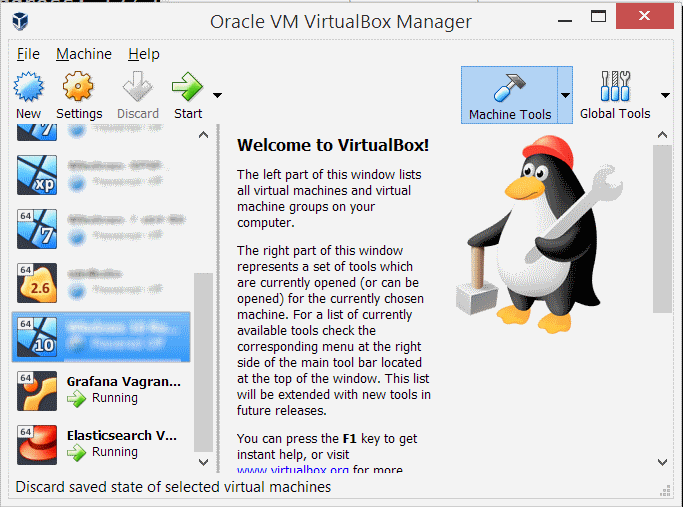 Oracle VM VirtualBox Manager
File Machine Help
New Settings Discard Start Machine Tools Global Tools
7
64
xp
64
7
64
2.6
64
10
64
Grafana Vagran...
Running
64
Elasticsearch V...
Running
Welcome to VirtualBox!
The left part of this window lists
all virtual machines and virtual
machine groups on your
computer.
The right part of this window
represents a set of tools which
are currently opened (or can be
opened) for the currently chosen
machine. For a list of currently
available tools check the
corresponding menu at the right
side of the main tool bar located
at the top of the window. This list
will be extended with new tools in
future releases.
You can press the F1 key to get
instant help, or visit
www.virtualbox.org for more
Discard saved state of selected virtual machines